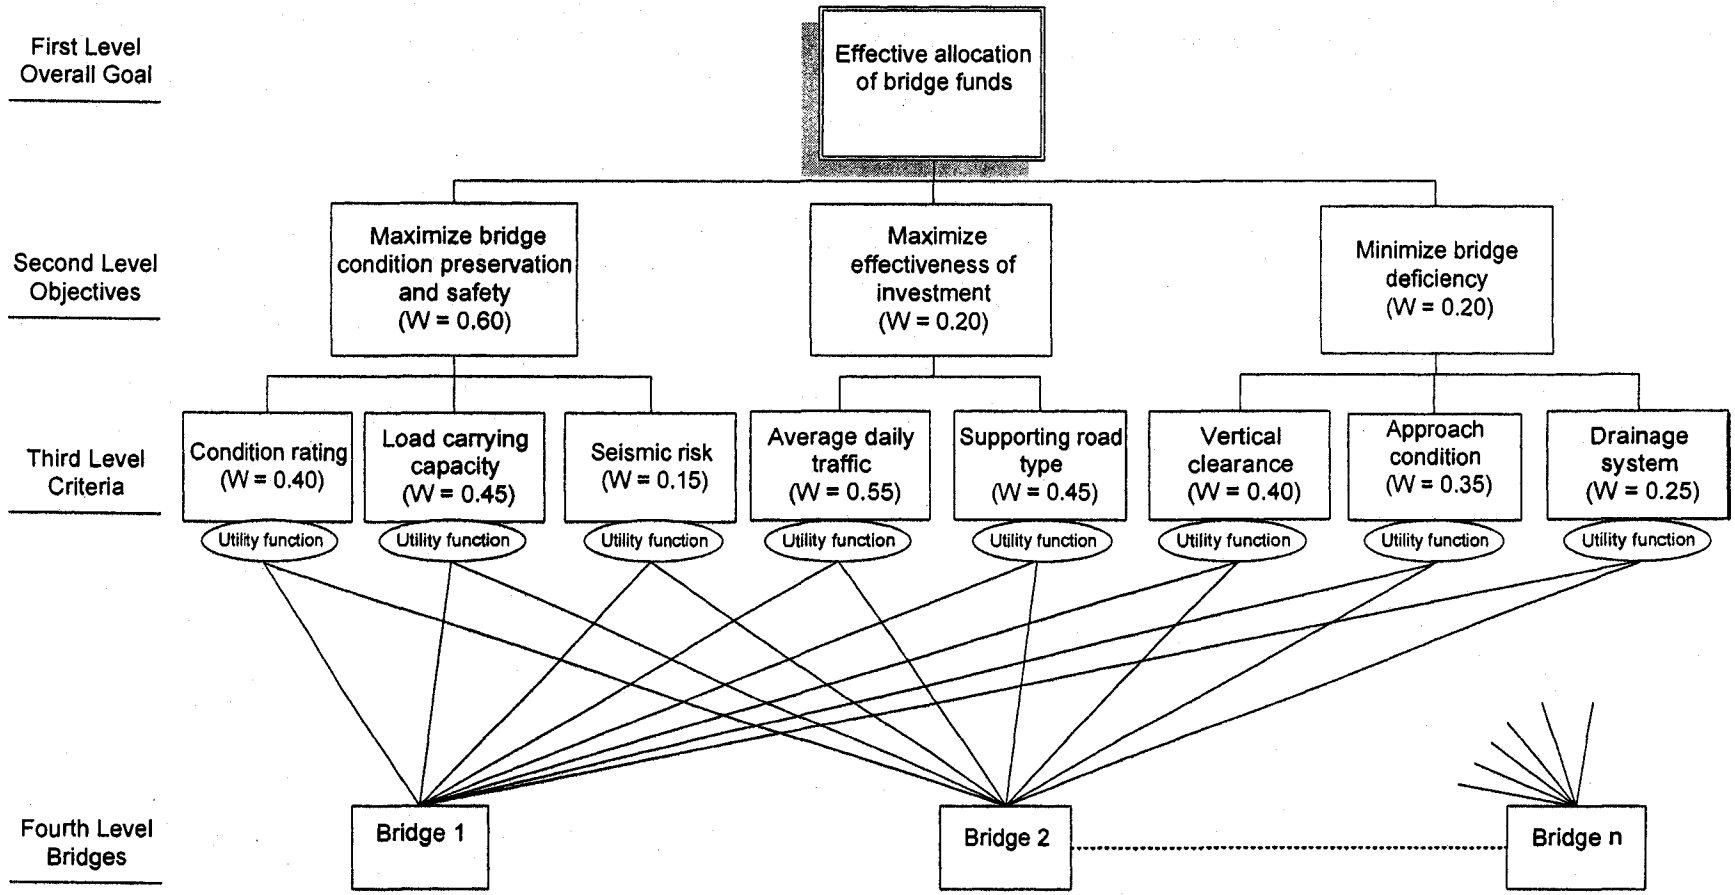 First Level
Overall Goal
Effective allocation
of bridge funds
Second Level
Objectives
Maximize bridge
condition preservation
and safety
(W = 0.60)
Maximize
effectiveness of
investment
(W = 0.20)
Minimize bridge
deficiency
(W = 0.20)
Third Level
Criteria
Condition rating
(W = 0.40)
Load carrying
capacity
(W = 0.45)
Seismic risk
(W = 0.15)
Average daily
traffic
(W = 0.55)
Supporting road
type
(W = 0.45)
Vertical
clearance
(W = 0.40)
Approach
condition
(W = 0.35)
Drainage
system
(W = 0.25)
Utility function
Utility function
Utility function
Utility function
Utility function
Utility function
Utility function
Utility function
Fourth Level
Bridges
Bridge 1
Bridge 2
Bridge n